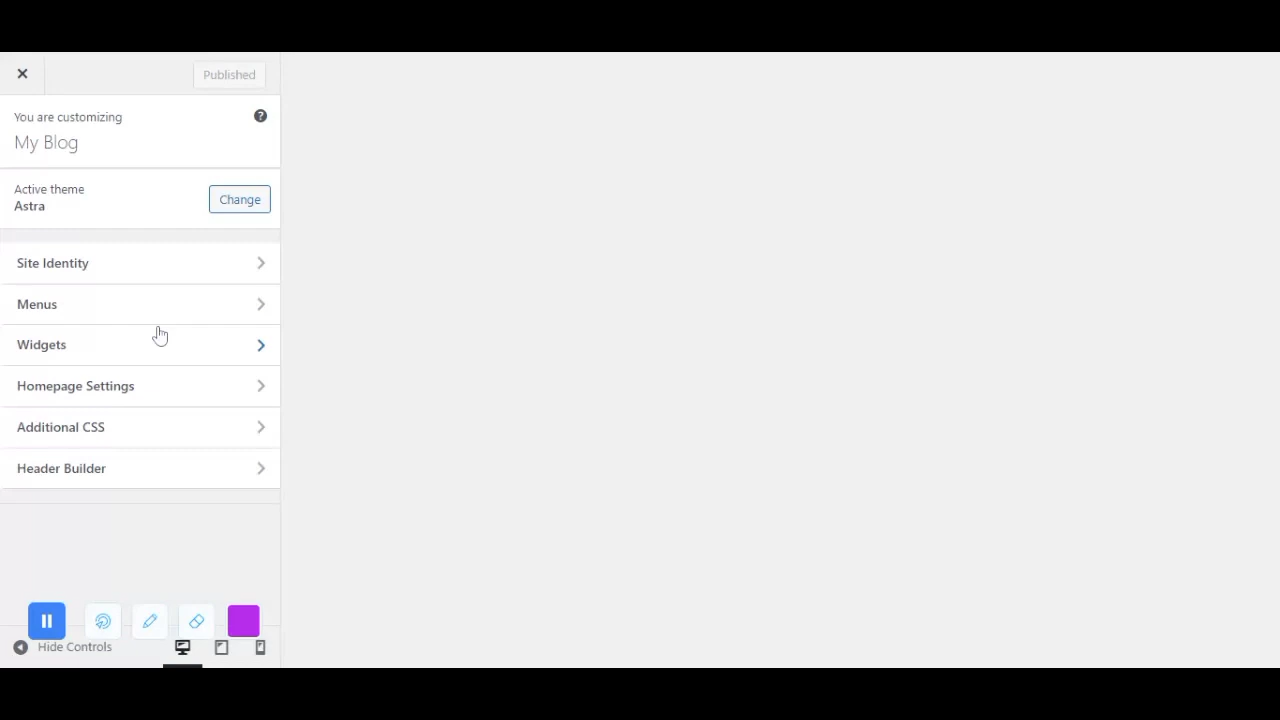 Published
You are customizing
My Blog
Active theme
Astra
Change
Site Identity
Menus
Widgets
Homepage Settings
Additional CSS
Header Builder
Hide Controls